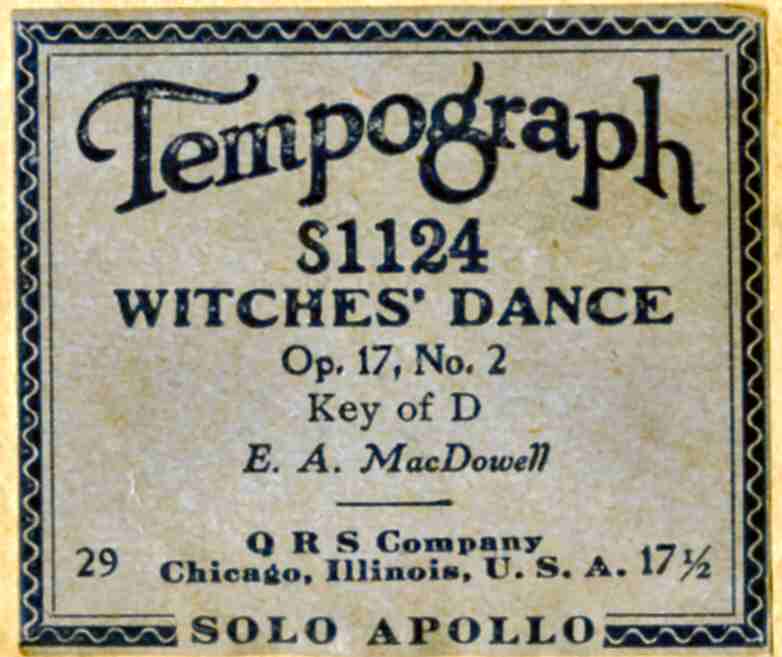 Tempograph
S1124
WITCHES' DANCE
Op. 17, No. 2
Key of D
E. A. MacDowell
Q R S Company
29 Chicago, Illinois, U. S. A. 17½
SOLO APOLLO